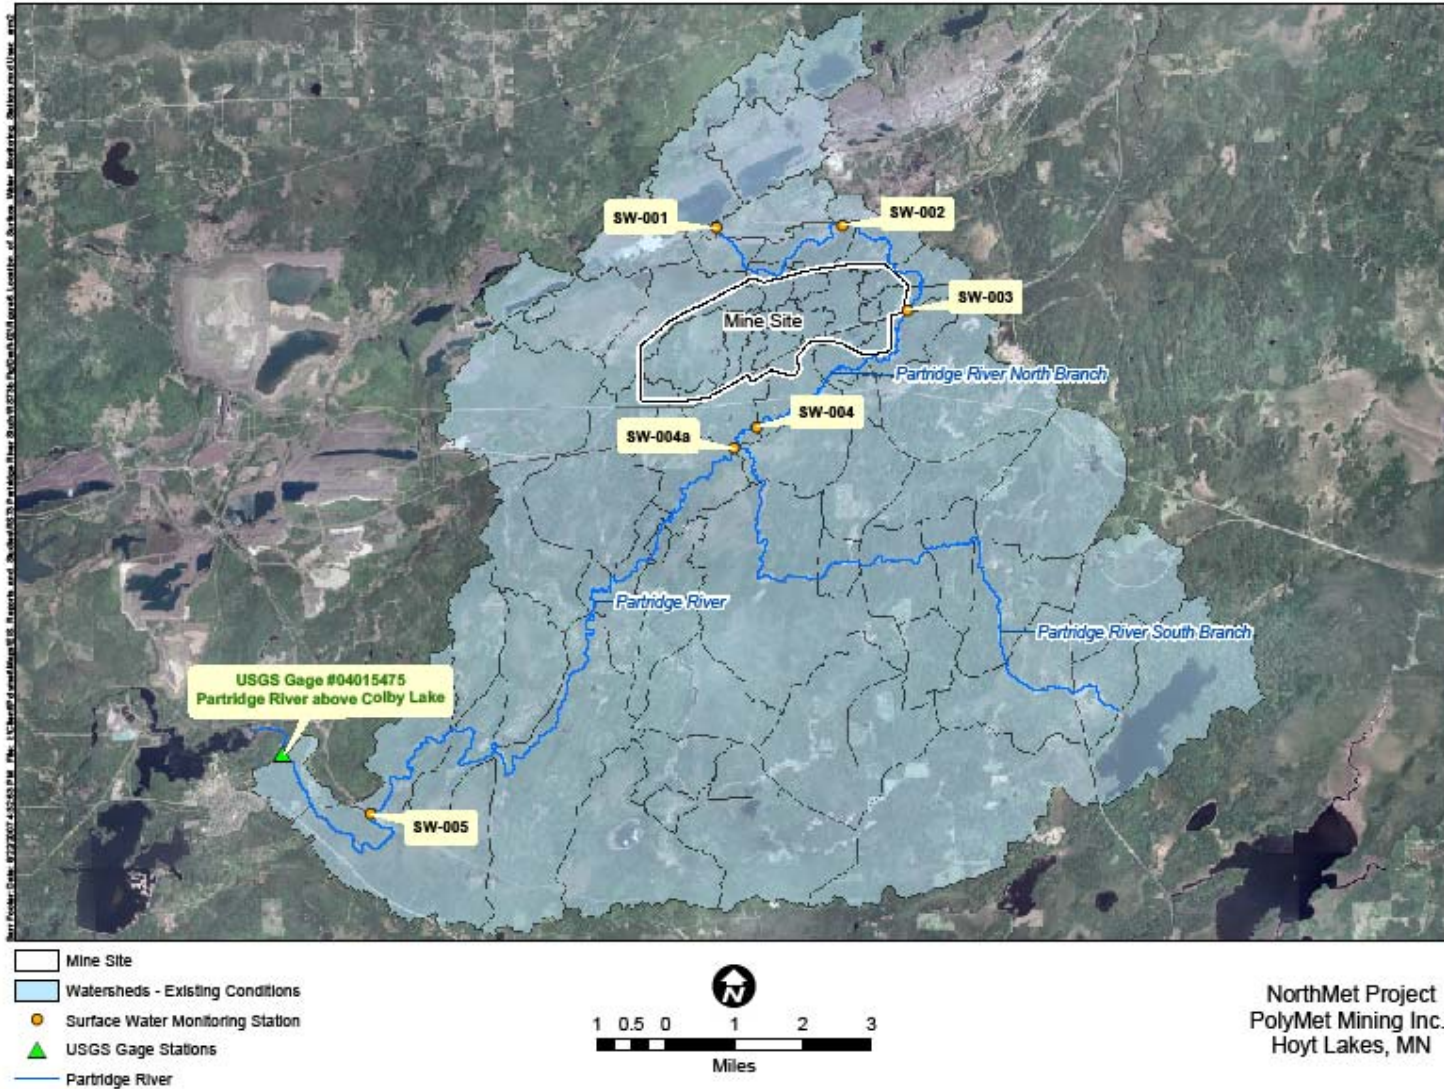 SW-001
SW-002
SW-003
Mine Site
Partridge River North Branch
SW-004
SW-004a
Partridge River
Partridge River South Branch
USGS Gage #04015475
Partridge River above Colby Lake
SW-005
Mine Site
Watersheds - Existing Conditions
Surface Water Monitoring Station
USGS Gage Stations
Partridge River
N
1 0.5 0 1 2 3
Miles
NorthMet Project
PolyMet Mining Inc.
Hoyt Lakes, MN